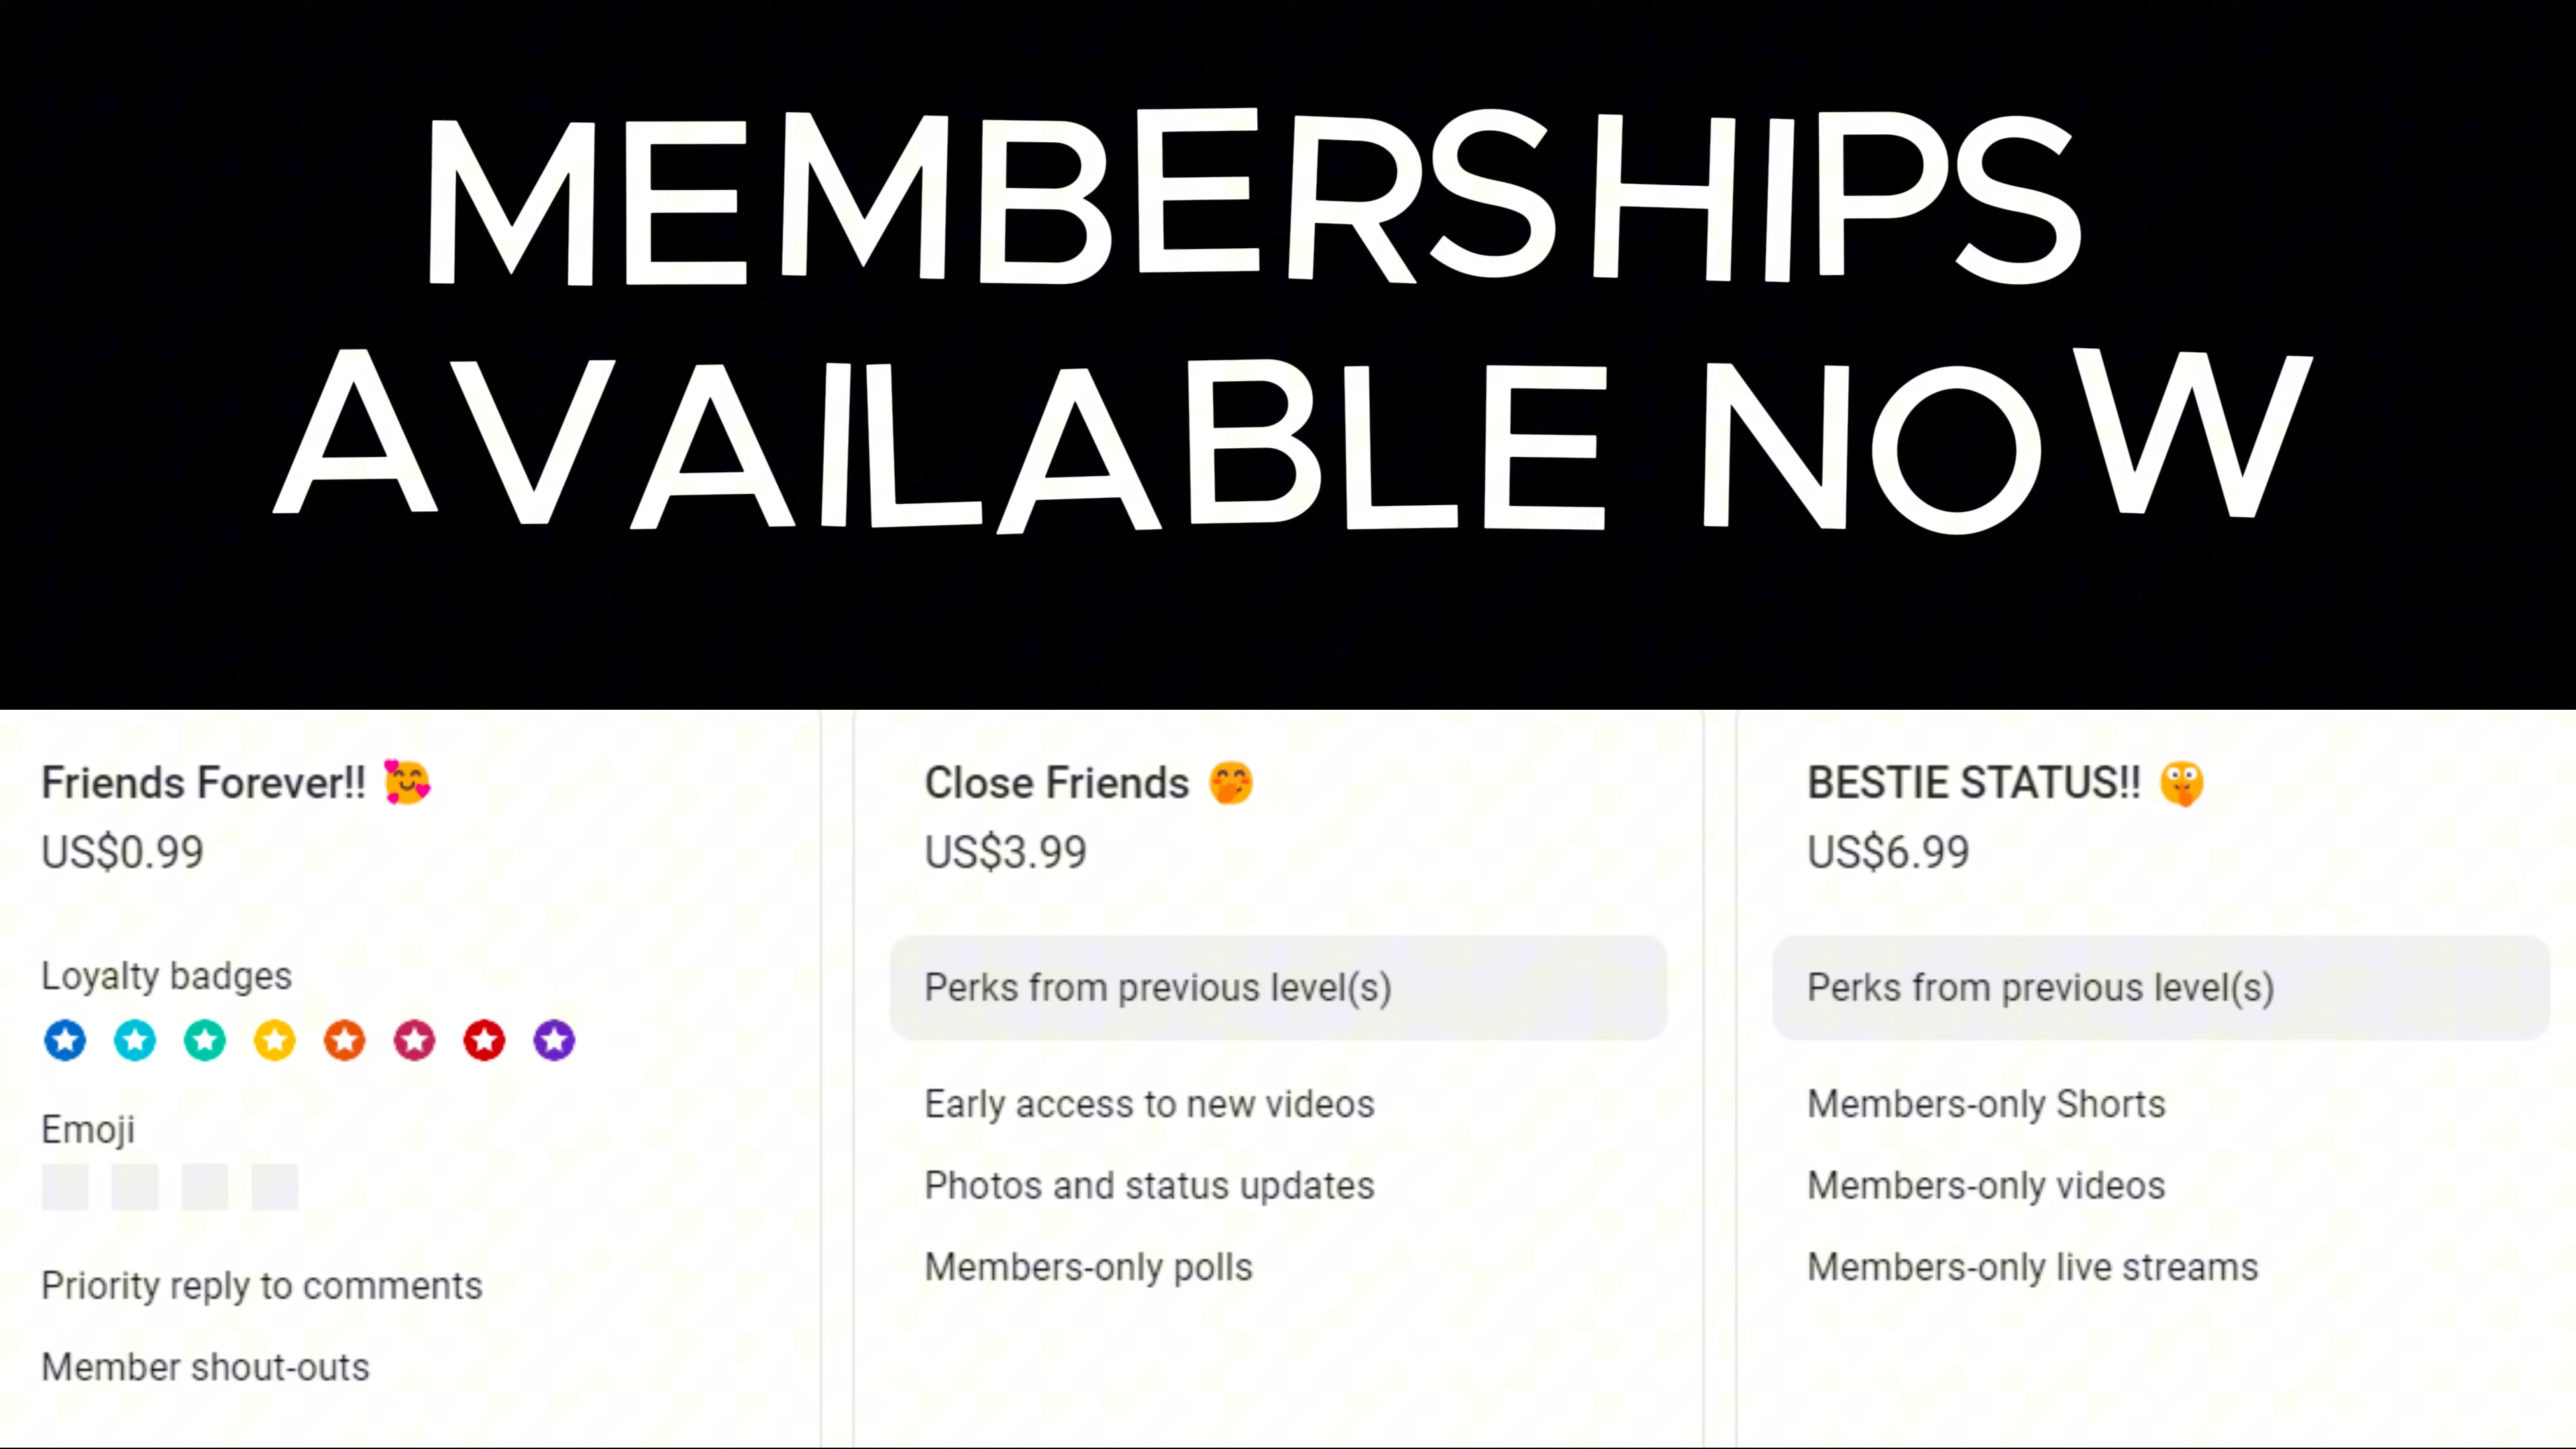 MEMBERSHIPS
AVAILABLE NOW
Friends Forever!! 🥰
US$0.99
Loyalty badges
Emoji
Priority reply to comments
Member shout-outs
Close Friends 🤭
US$3.99
Perks from previous level(s)
Early access to new videos
Photos and status updates
Members-only polls
BESTIE STATUS!! 🤫
US$6.99
Perks from previous level(s)
Members-only Shorts
Members-only videos
Members-only live streams